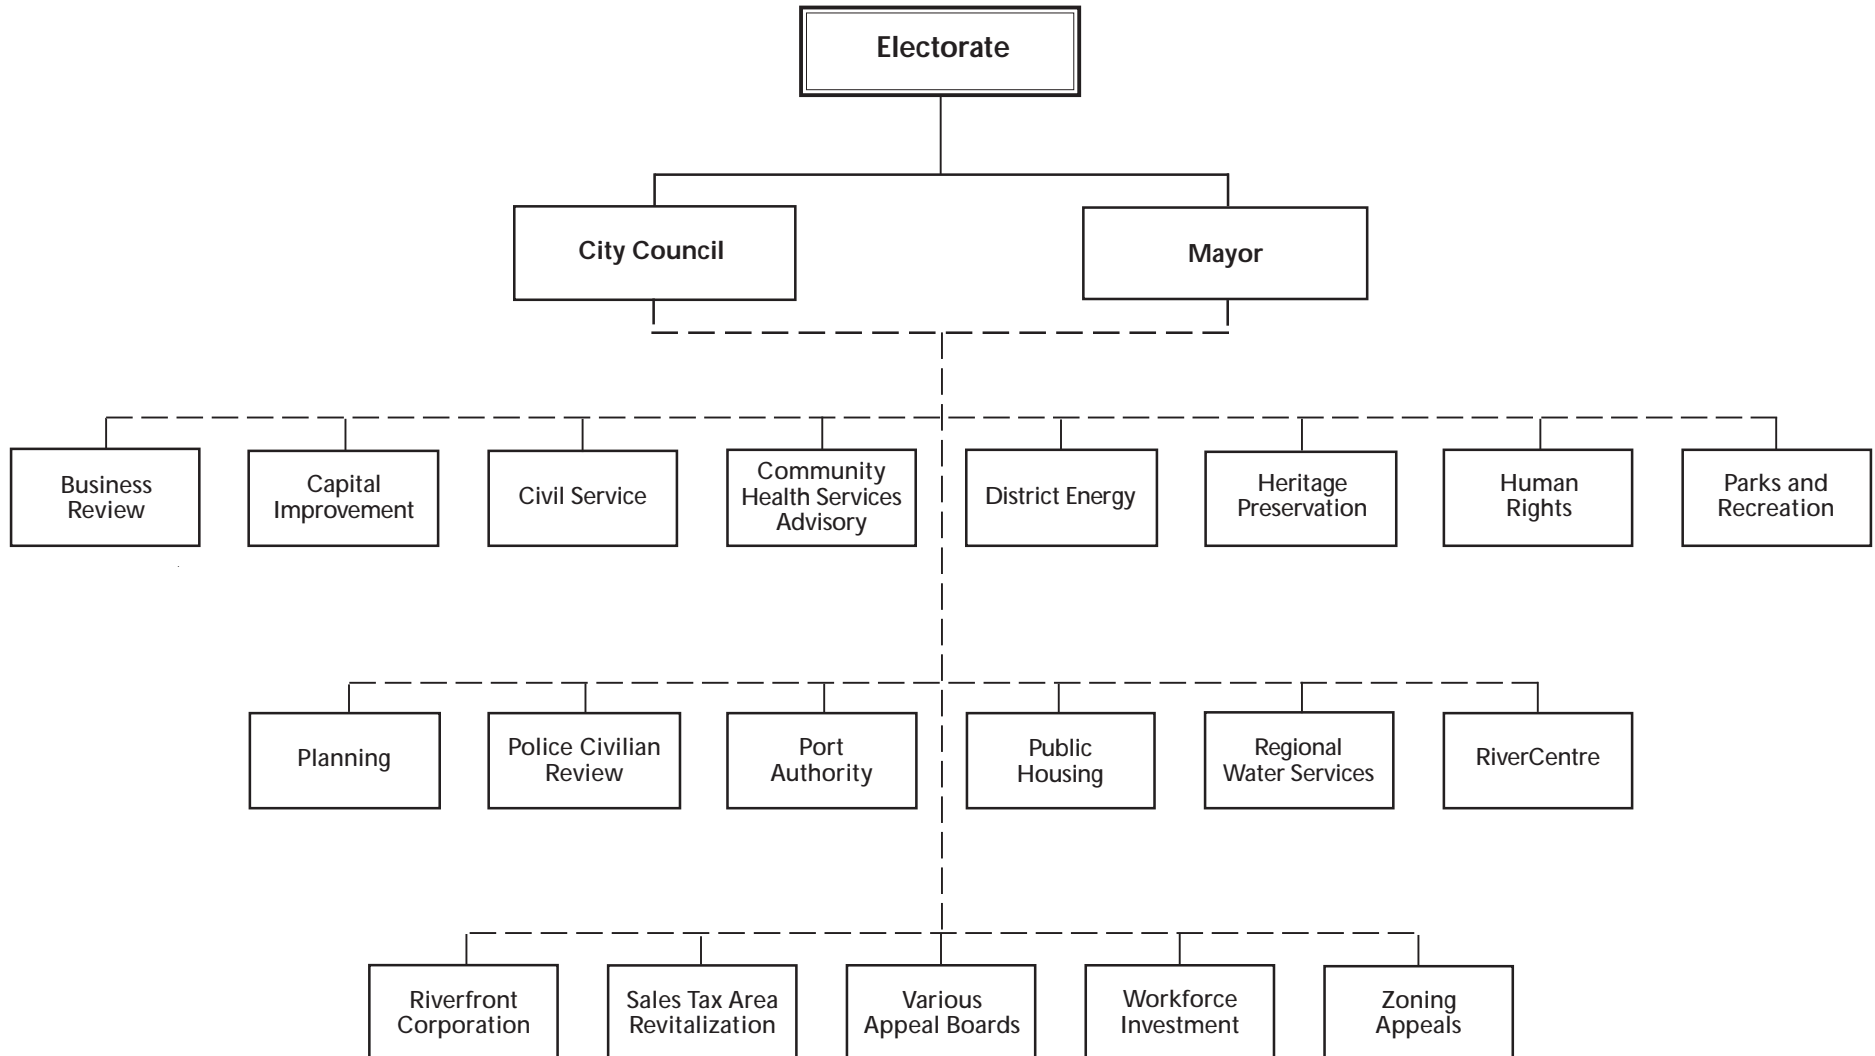 Electorate
City Council
Mayor
Business
Review
Capital
Improvement
Civil Service
Community
Health Services
Advisory
District Energy
Heritage
Preservation
Human
Rights
Parks and
Recreation
Planning
Police Civilian
Review
Port
Authority
Public
Housing
Regional
Water Services
RiverCentre
Riverfront
Corporation
Sales Tax Area
Revitalization
Various
Appeal Boards
Workforce
Investment
Zoning
Appeals